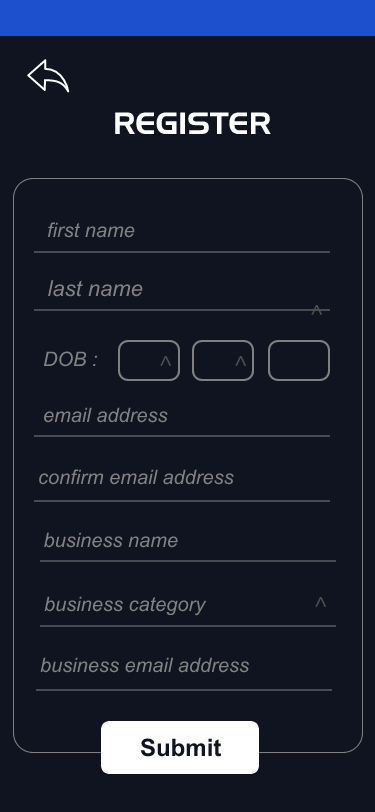 REGISTER
first name
last name
^
DOB : ^ ^
email address
confirm email address
business name
business category ^
business email address
Submit